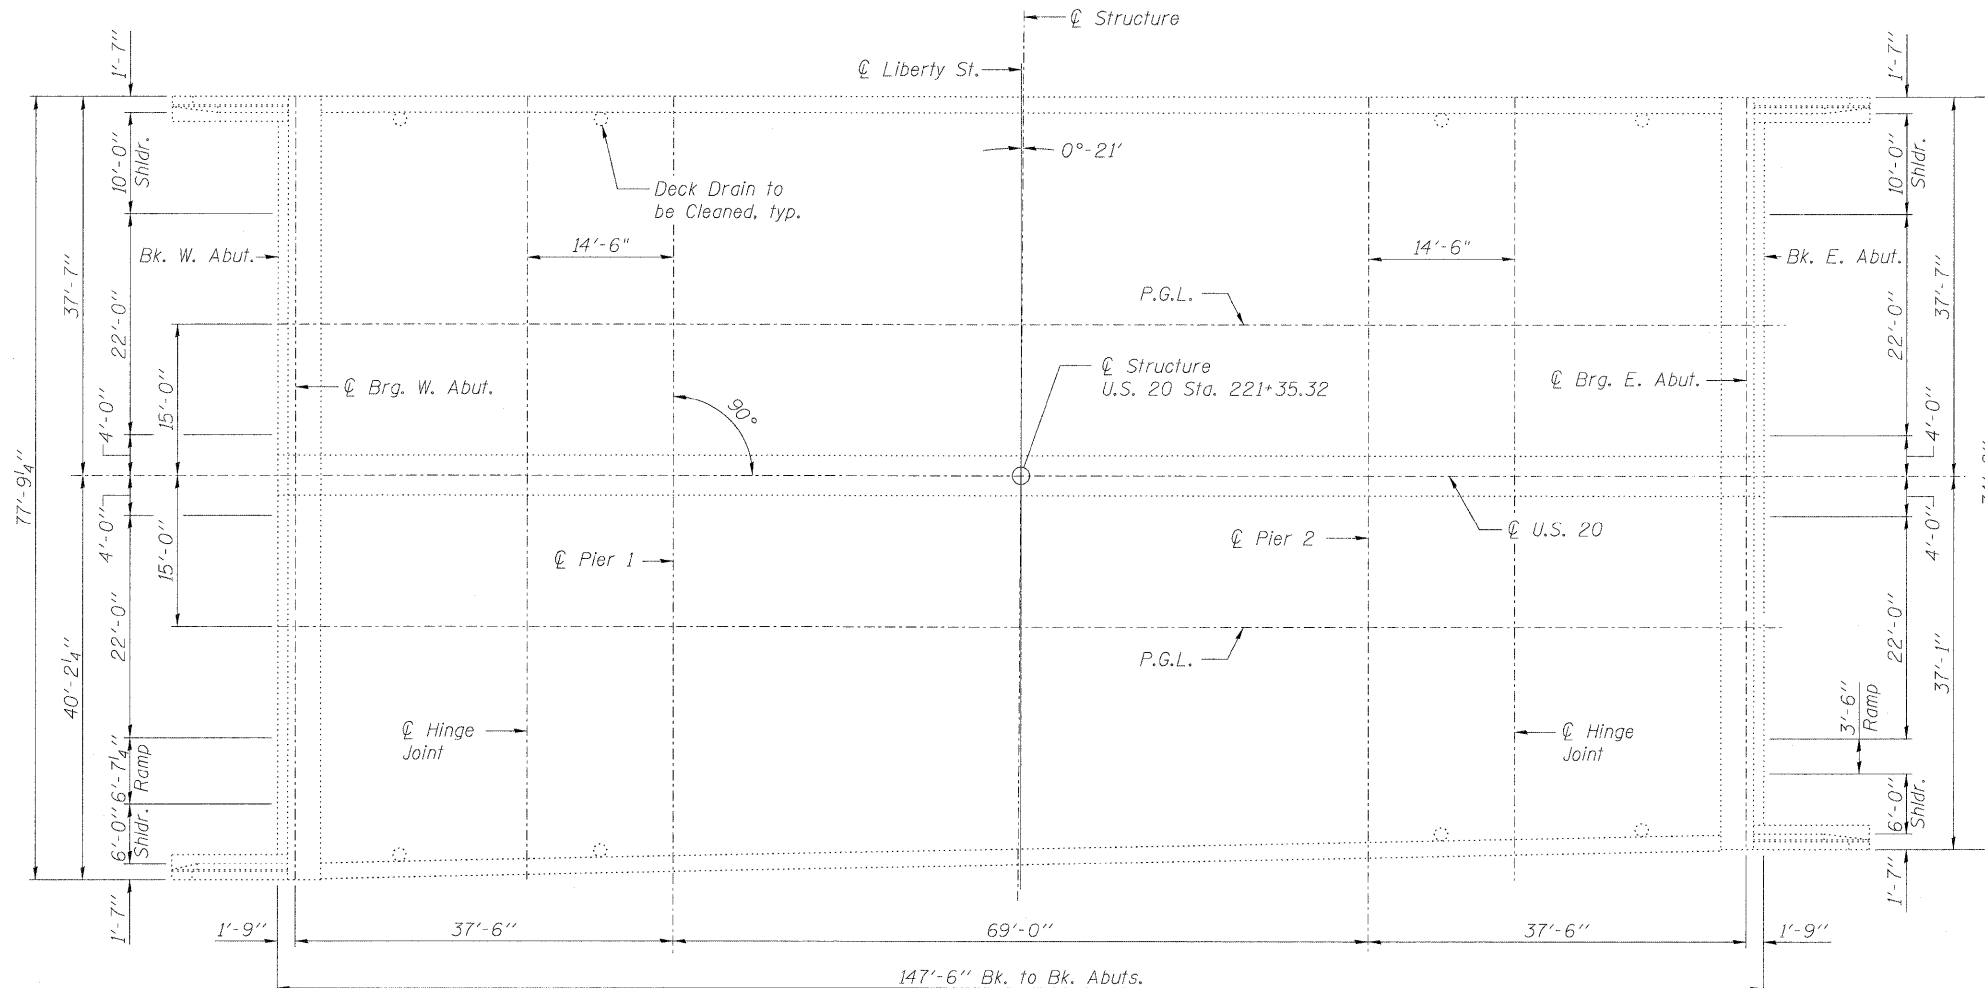 ℄ Structure
℄ Liberty St.
1'-7"
1'-7"
0°-21'
10'-0"
Shldr.
10'-0"
Shldr.
Deck Drain to
be Cleaned, typ.
14'-6"
14'-6"
Bk. W. Abut.
Bk. E. Abut.
37'-7"
22'-0"
P.G.L.
22'-0"
37'-7"
℄ Structure
U.S. 20 Sta. 221+35.32
℄ Brg. W. Abut.
℄ Brg. E. Abut.
15'-0"
90°
4'-0"
4'-0"
77'-9¼"
4'-0"
15'-0"
℄ Pier 1
℄ Pier 2
℄ U.S. 20
4'-0"
22'-0"
P.G.L.
22'-0"
40'-2¼"
37'-1"
3'-6"
Ramp
℄ Hinge
Joint
℄ Hinge
Joint
6'-7¼"
Ramp
6'-0"
Shldr.
6'-0"
Shldr.
1'-7"
1'-7"
1'-9"
37'-6"
69'-0"
37'-6"
1'-9"
147'-6" Bk. to Bk. Abuts.